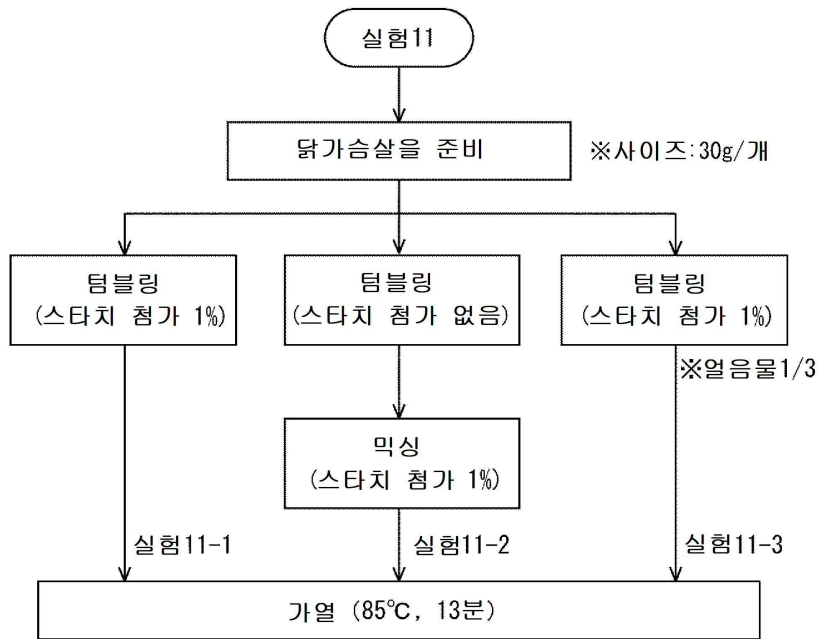 실험11
닭가슴살을 준비
※사이즈:30g/개
텀블링
(스타치 첨가 1%)
텀블링
(스타치 첨가 없음)
텀블링
(스타치 첨가 1%)
※얼음물1/3
믹싱
(스타치 첨가 1%)
실험11-1
실험11-2
실험11-3
가열 (85℃, 13분)